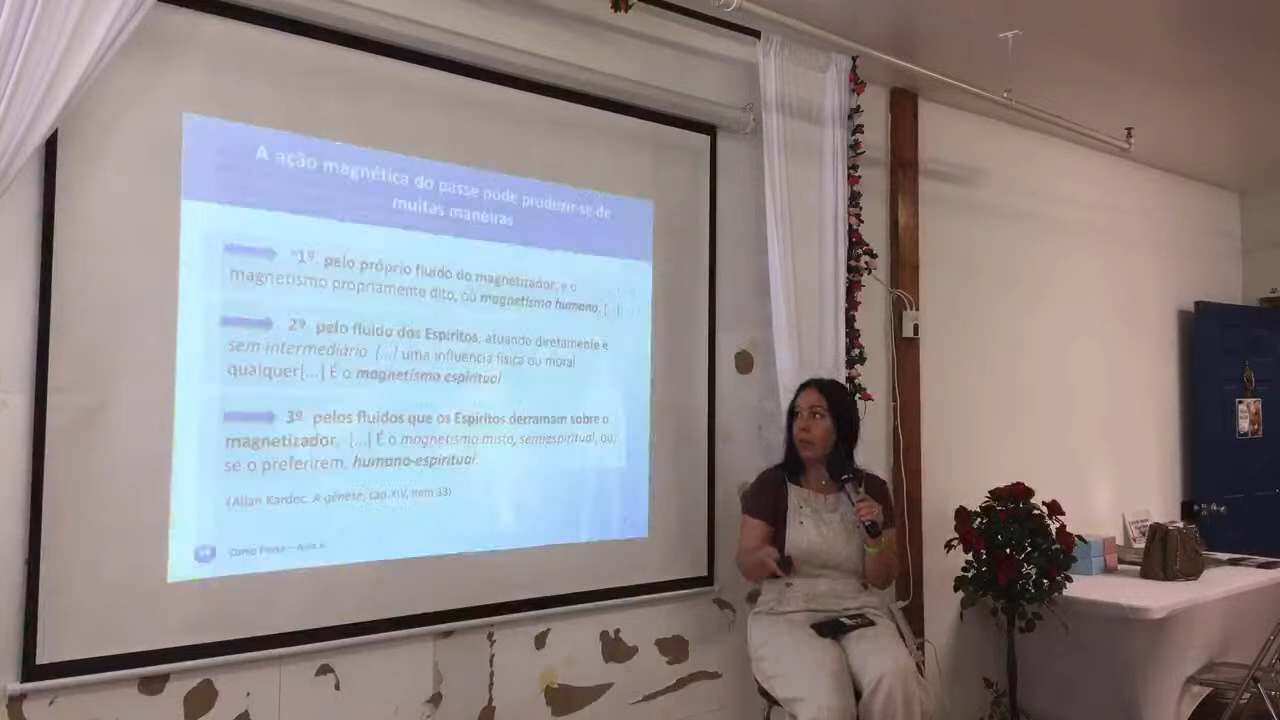 A ação magnética do passe pode produzir-se de
muitas maneiras
"1º. pelo próprio fluido do magnetizador, é o
magnetismo propriamente dito, ou magnetismo humano, [...]
2º. pelo fluido dos Espíritos, atuando diretamente e
sem intermediário [...] uma influência física ou moral
qualquer[...] É o magnetismo espiritual
3º. pelos fluidos que os Espíritos derramam sobre o
magnetizador, [...] É o magnetismo misto, semiespiritual, ou,
se o preferirem, humano-espiritual.
(Allan Kardec. A gênese, cap.XIV, item 33)
Curso Passe – Aula